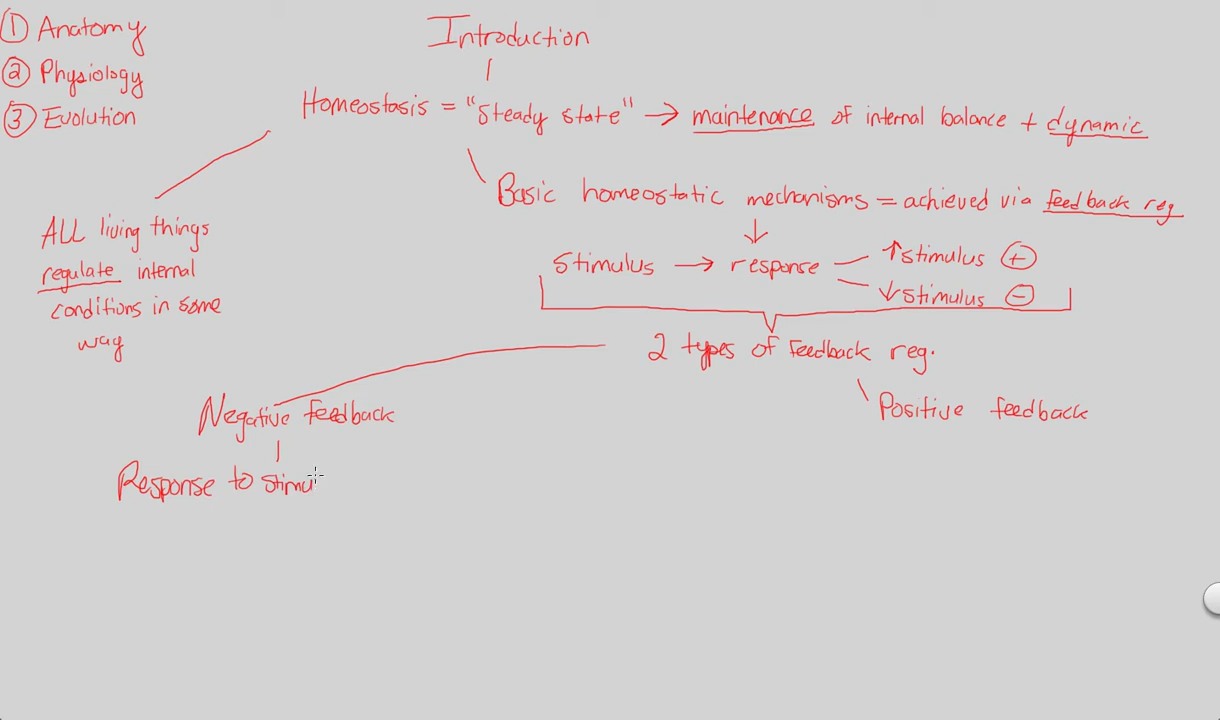 ① Anatomy
② Physiology
③ Evolution
Introduction
Homeostasis = "Steady state" → maintenance of internal balance + dynamic
Basic homeostatic mechanisms = achieved via feedback reg.
ALL living things
regulate internal
conditions in some
way
Stimulus → response
↑stimulus ⊕
↓stimulus ⊖
2 types of feedback reg.
Negative feedback
Positive feedback
Response to stimu